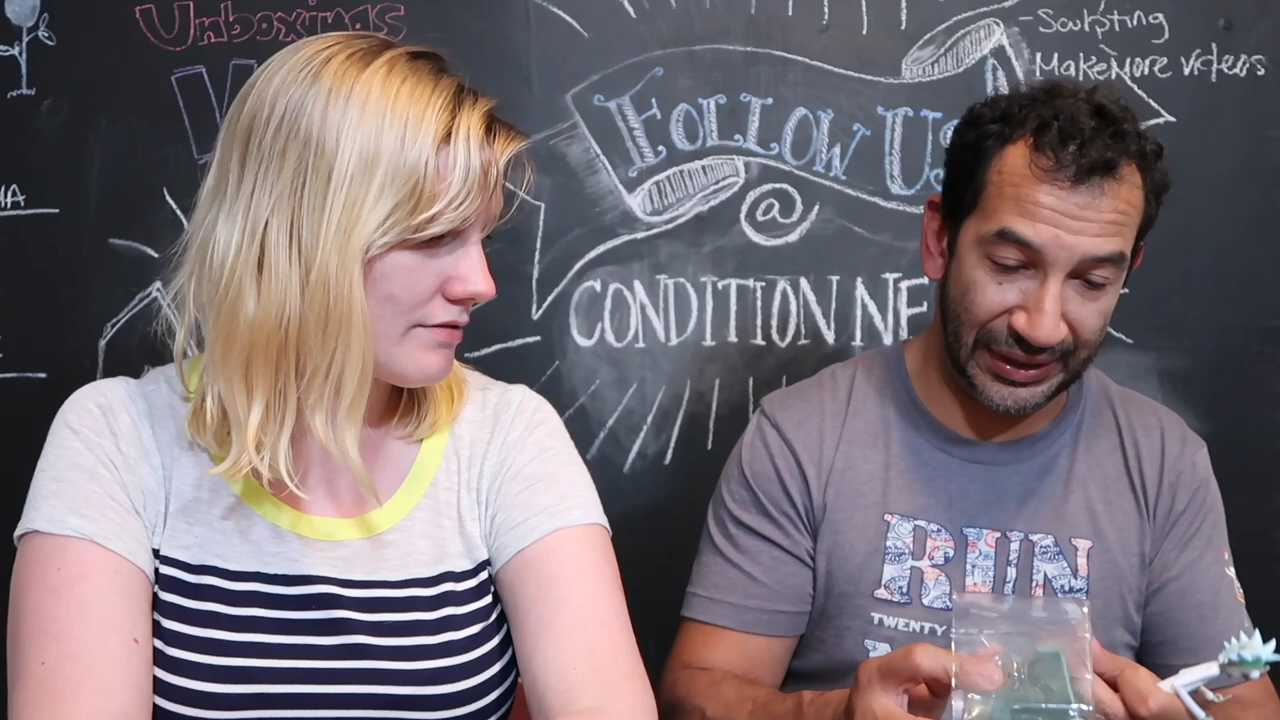 Unboxings
- Sculpting
Make More videos
FOLLOW US
@
CONDITION NE
RUN
TWENTY